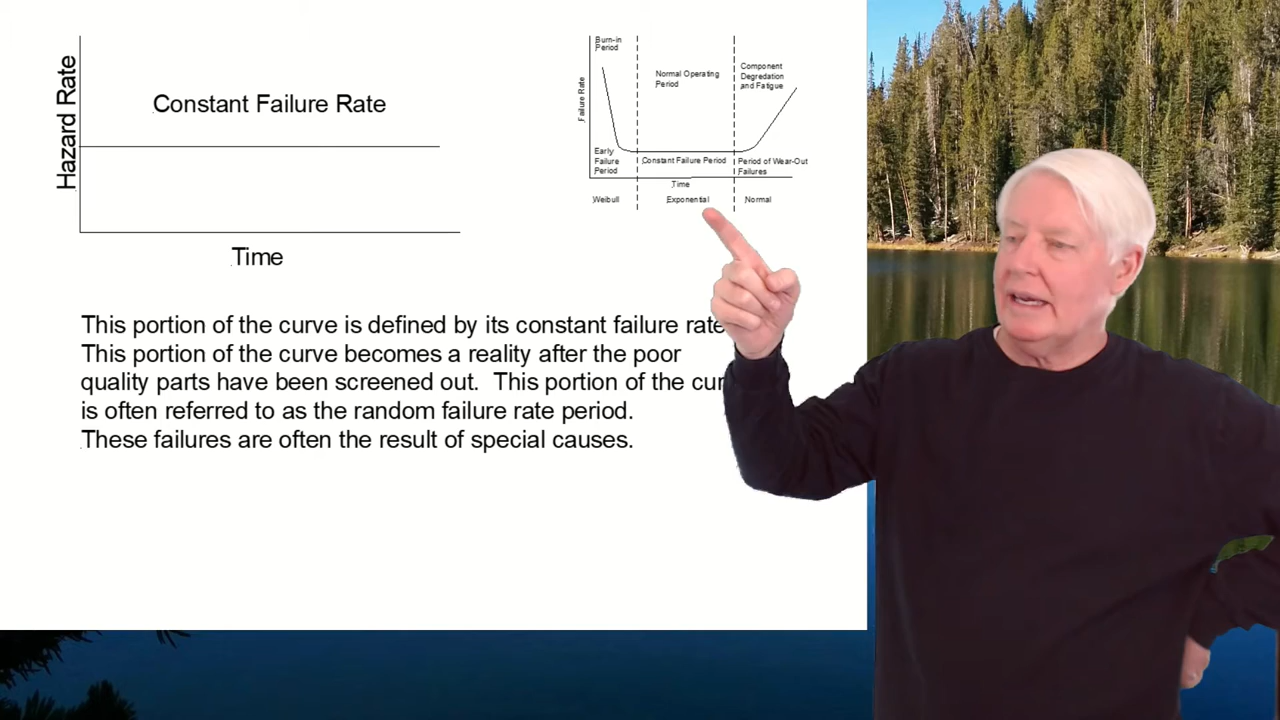 Hazard Rate
Constant Failure Rate
Time
Burn-in
Period
Normal Operating
Period
Component
Degredation
and Fatigue
Failure Rate
Early
Failure
Period
Constant Failure Period
Period of Wear-Out
Failures
Time
Weibull
Exponential
Normal
This portion of the curve is defined by its constant failure rate
This portion of the curve becomes a reality after the poor
quality parts have been screened out. This portion of the cur
is often referred to as the random failure rate period.
These failures are often the result of special causes.